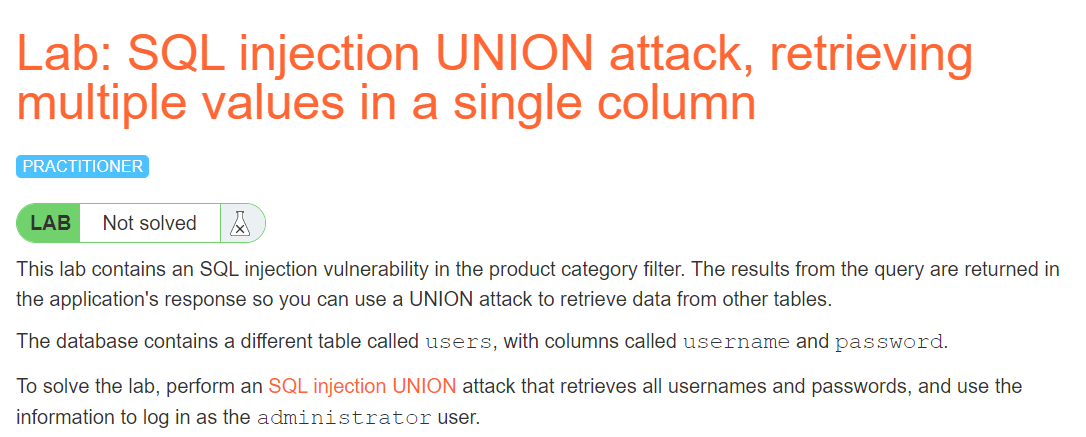 Lab: SQL injection UNION attack, retrieving
multiple values in a single column
PRACTITIONER
LAB Not solved
This lab contains an SQL injection vulnerability in the product category filter. The results from the query are returned in
the application's response so you can use a UNION attack to retrieve data from other tables.
The database contains a different table called users, with columns called username and password.
To solve the lab, perform an SQL injection UNION attack that retrieves all usernames and passwords, and use the
information to log in as the administrator user.